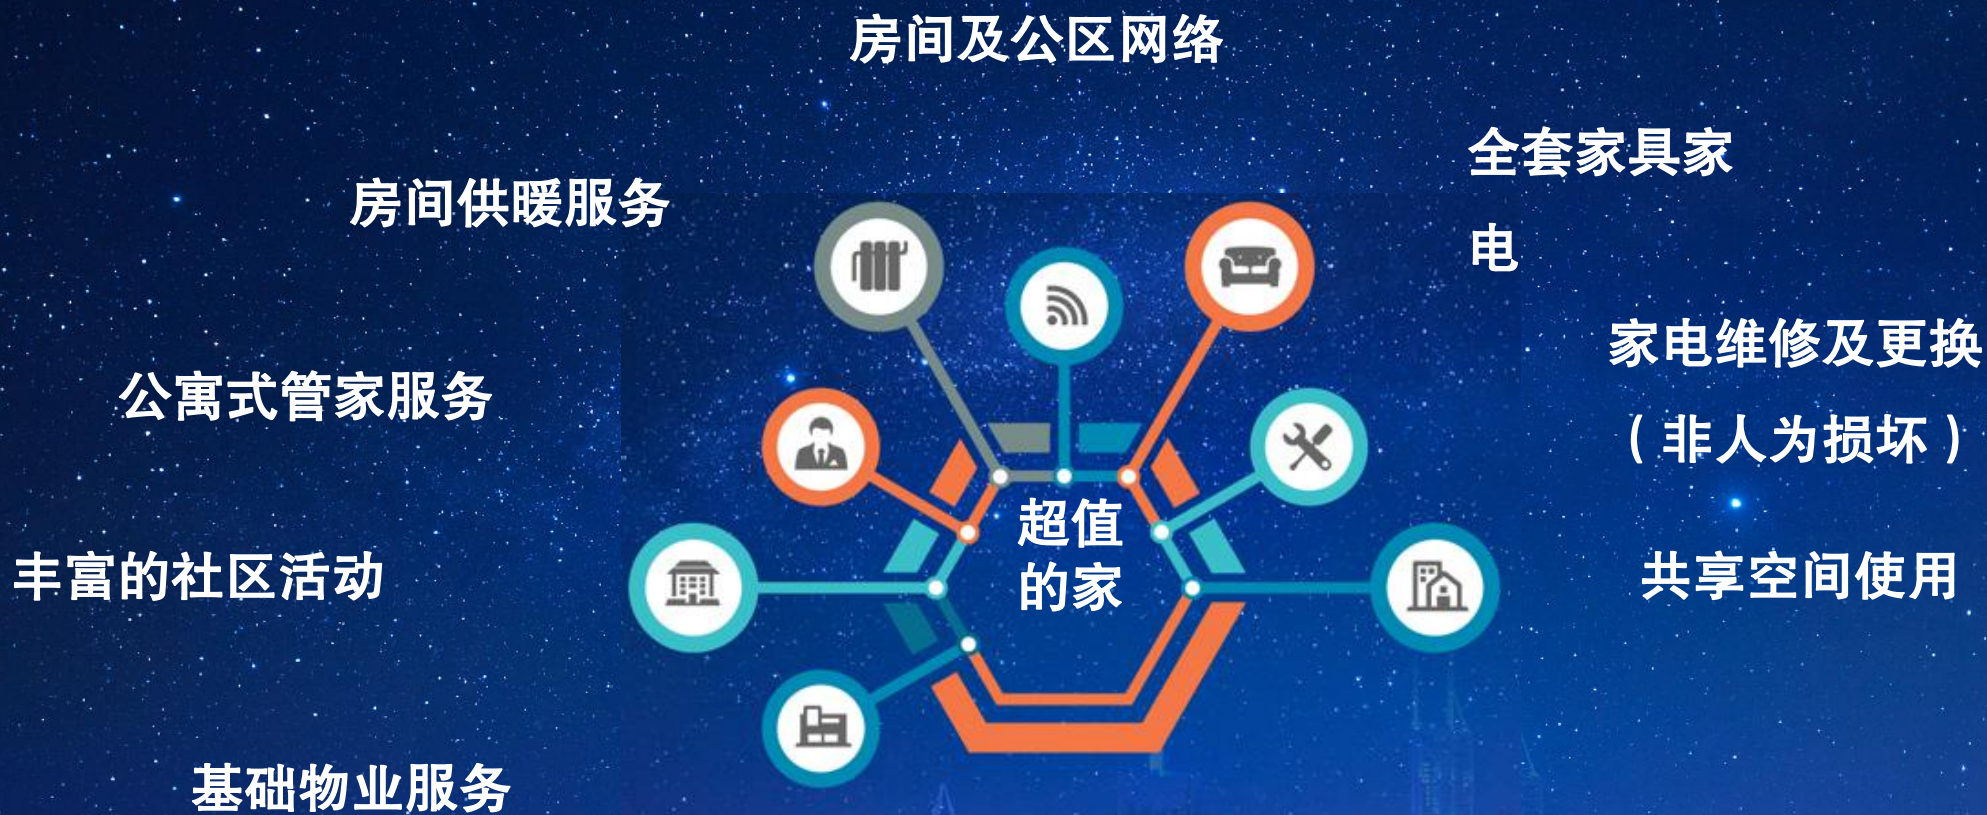 房间及公区网络
全套家具家
电
房间供暖服务
家电维修及更换
（非人为损坏）
公寓式管家服务
超值
的家
丰富的社区活动
共享空间使用
基础物业服务